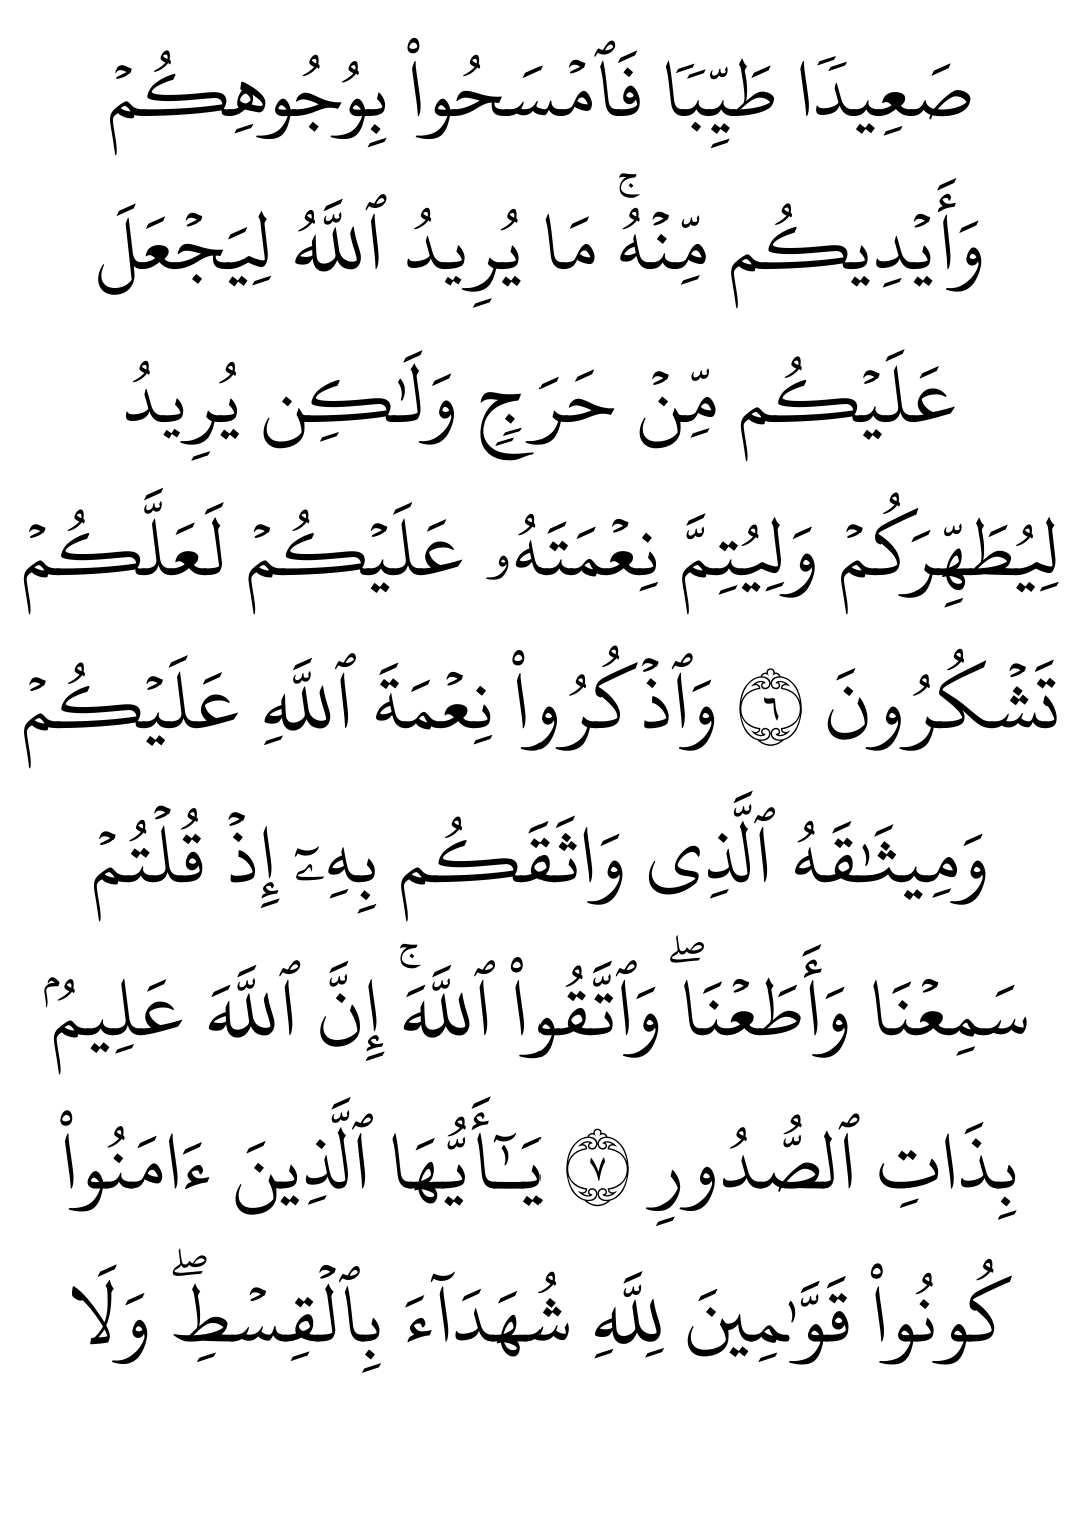 صَعِيدٗا طَيِّبٗا فَٱمۡسَحُواْ بِوُجُوهِكُمۡ
وَأَيۡدِيكُم مِّنۡهُۚ مَا يُرِيدُ ٱللَّهُ لِيَجۡعَلَ
عَلَيۡكُم مِّنۡ حَرَجٖ وَلَٰكِن يُرِيدُ
لِيُطَهِّرَكُمۡ وَلِيُتِمَّ نِعۡمَتَهُۥ عَلَيۡكُمۡ لَعَلَّكُمۡ
تَشۡكُرُونَ ٦ وَٱذۡكُرُواْ نِعۡمَةَ ٱللَّهِ عَلَيۡكُمۡ
وَمِيثَٰقَهُ ٱلَّذِي وَاثَقَكُم بِهِۦٓ إِذۡ قُلۡتُمۡ
سَمِعۡنَا وَأَطَعۡنَاۖ وَٱتَّقُواْ ٱللَّهَۚ إِنَّ ٱللَّهَ عَلِيمُۢ
بِذَاتِ ٱلصُّدُورِ ٧ يَٰٓأَيُّهَا ٱلَّذِينَ ءَامَنُواْ
كُونُواْ قَوَّٰمِينَ لِلَّهِ شُهَدَآءَ بِٱلۡقِسۡطِۖ وَلَا